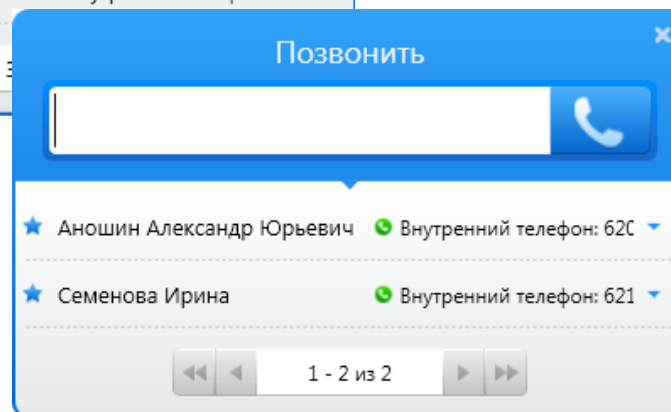 Позвонить
Аношин Александр Юрьевич Внутренний телефон: 620
Семенова Ирина Внутренний телефон: 621
1 - 2 из 2